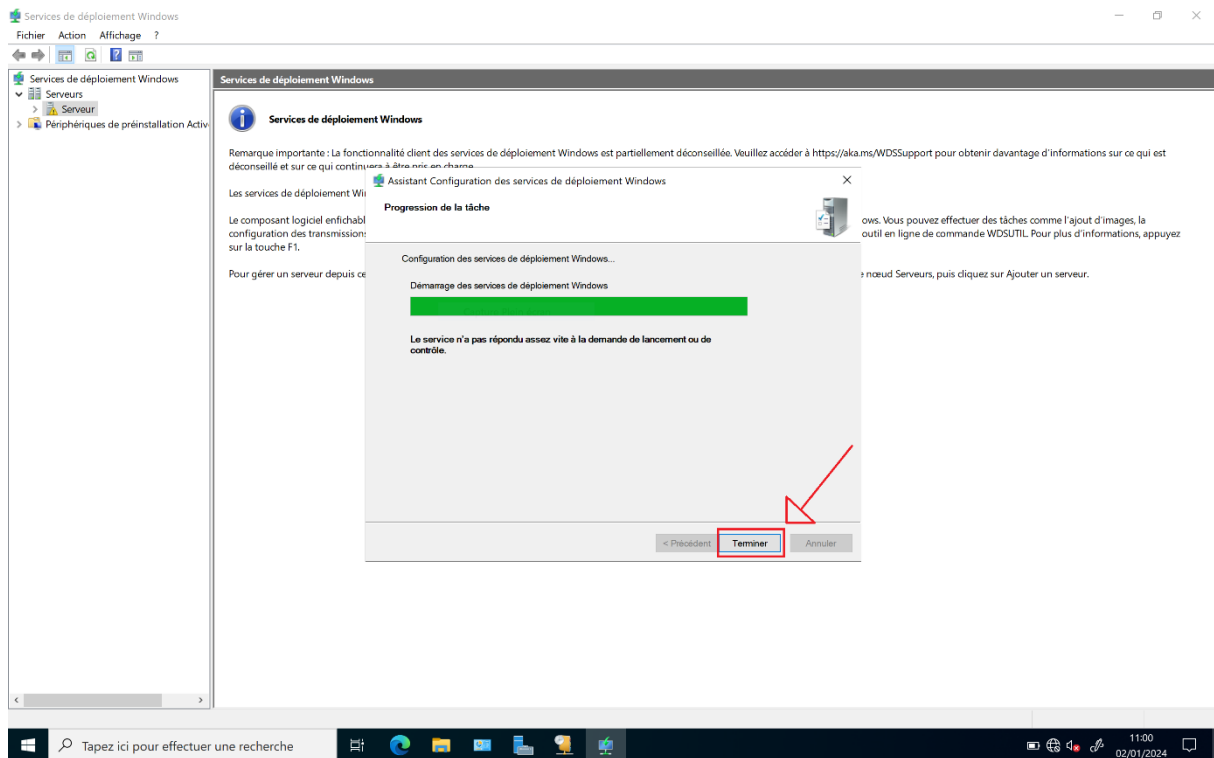 Services de déploiement Windows
Fichier Action Affichage ?
Services de déploiement Windows
Serveurs
Serveur
Périphériques de préinstallation Activ
Services de déploiement Windows
Services de déploiement Windows
Remarque importante : La fonctionnalité client des services de déploiement Windows est partiellement déconseillée. Veuillez accéder à https://aka.ms/WDSSupport pour obtenir davantage d'informations sur ce qui est
déconseillé et sur ce qui continuera à être pris en charge.
Les services de déploiement Wi
Le composant logiciel enfichabl
ows. Vous pouvez effectuer des tâches comme l'ajout d'images, la
configuration des transmissions
outil en ligne de commande WDSUTIL. Pour plus d'informations, appuyez
sur la touche F1.
Pour gérer un serveur depuis ce
nœud Serveurs, puis cliquez sur Ajouter un serveur.
Assistant Configuration des services de déploiement Windows
Progression de la tâche
Configuration des services de déploiement Windows...
Démarrage des services de déploiement Windows
Le service n'a pas répondu assez vite à la demande de lancement ou de
contrôle.
< Précédent Terminer Annuler
Tapez ici pour effectuer une recherche
11:00
02/01/2024